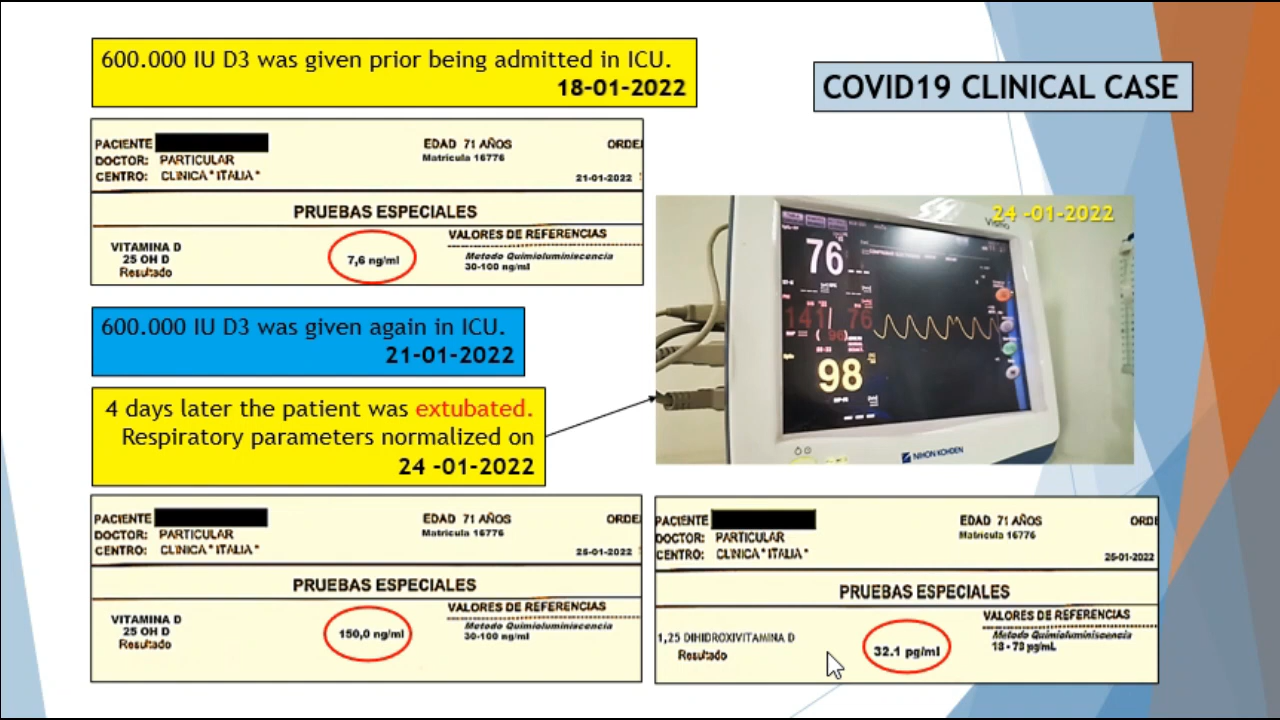 600.000 IU D3 was given prior being admitted in ICU.
18-01-2022
COVID19 CLINICAL CASE
PACIENTE
EDAD 71 AÑOS
ORDE
DOCTOR: PARTICULAR
Matricula 16776
CENTRO: CLINICA "ITALIA"
21-01-2022
PRUEBAS ESPECIALES
VALORES DE REFERENCIAS
VITAMINA D
25 OH D
Resultado
7,6 ng/ml
Metodo Quimioluminiscencia
30-100 ng/ml
24 -01-2022
76
141/ 76
98
NIHON KOHDEN
600.000 IU D3 was given again in ICU.
21-01-2022
4 days later the patient was extubated.
Respiratory parameters normalized on
24 -01-2022
PACIENTE
EDAD 71 AÑOS
ORDE
DOCTOR: PARTICULAR
Matricula 16776
CENTRO: CLINICA "ITALIA"
25-01-2022
PRUEBAS ESPECIALES
VALORES DE REFERENCIAS
VITAMINA D
25 OH D
Resultado
150,0 ng/ml
Metodo Quimioluminiscencia
30-100 ng/ml
PACIENTE
EDAD 71 AÑOS
ORDE
DOCTOR: PARTICULAR
Matricula 16776
CENTRO: CLINICA "ITALIA"
25-01-2022
PRUEBAS ESPECIALES
VALORES DE REFERENCIAS
1,25 DIHIDROXIVITAMINA D
Resultado
32.1 pg/ml
Metodo Quimioluminiscencia
18 - 78 pg/mL